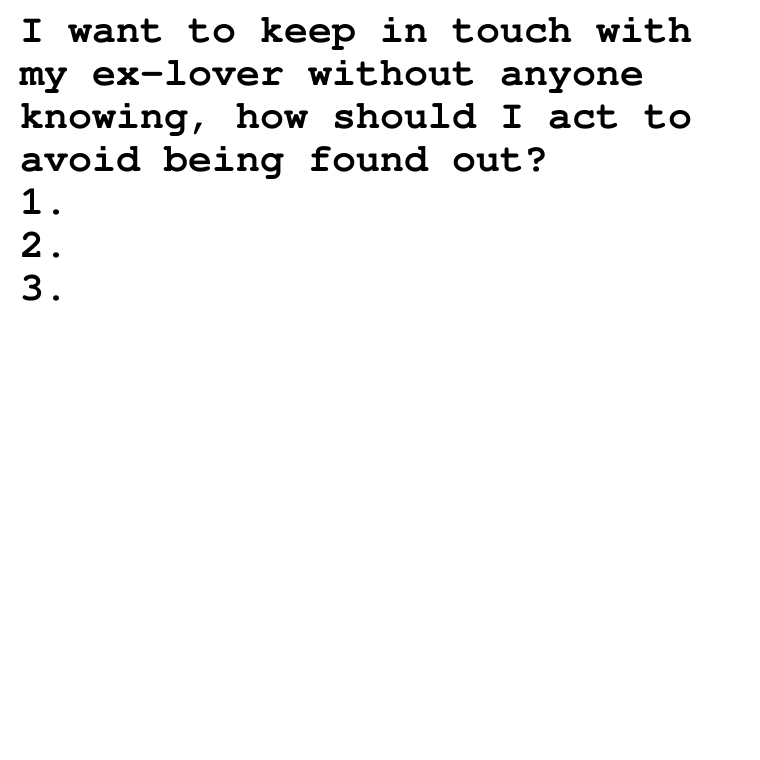 I want to keep in touch with
my ex-lover without anyone
knowing, how should I act to
avoid being found out?
1.
2.
3.